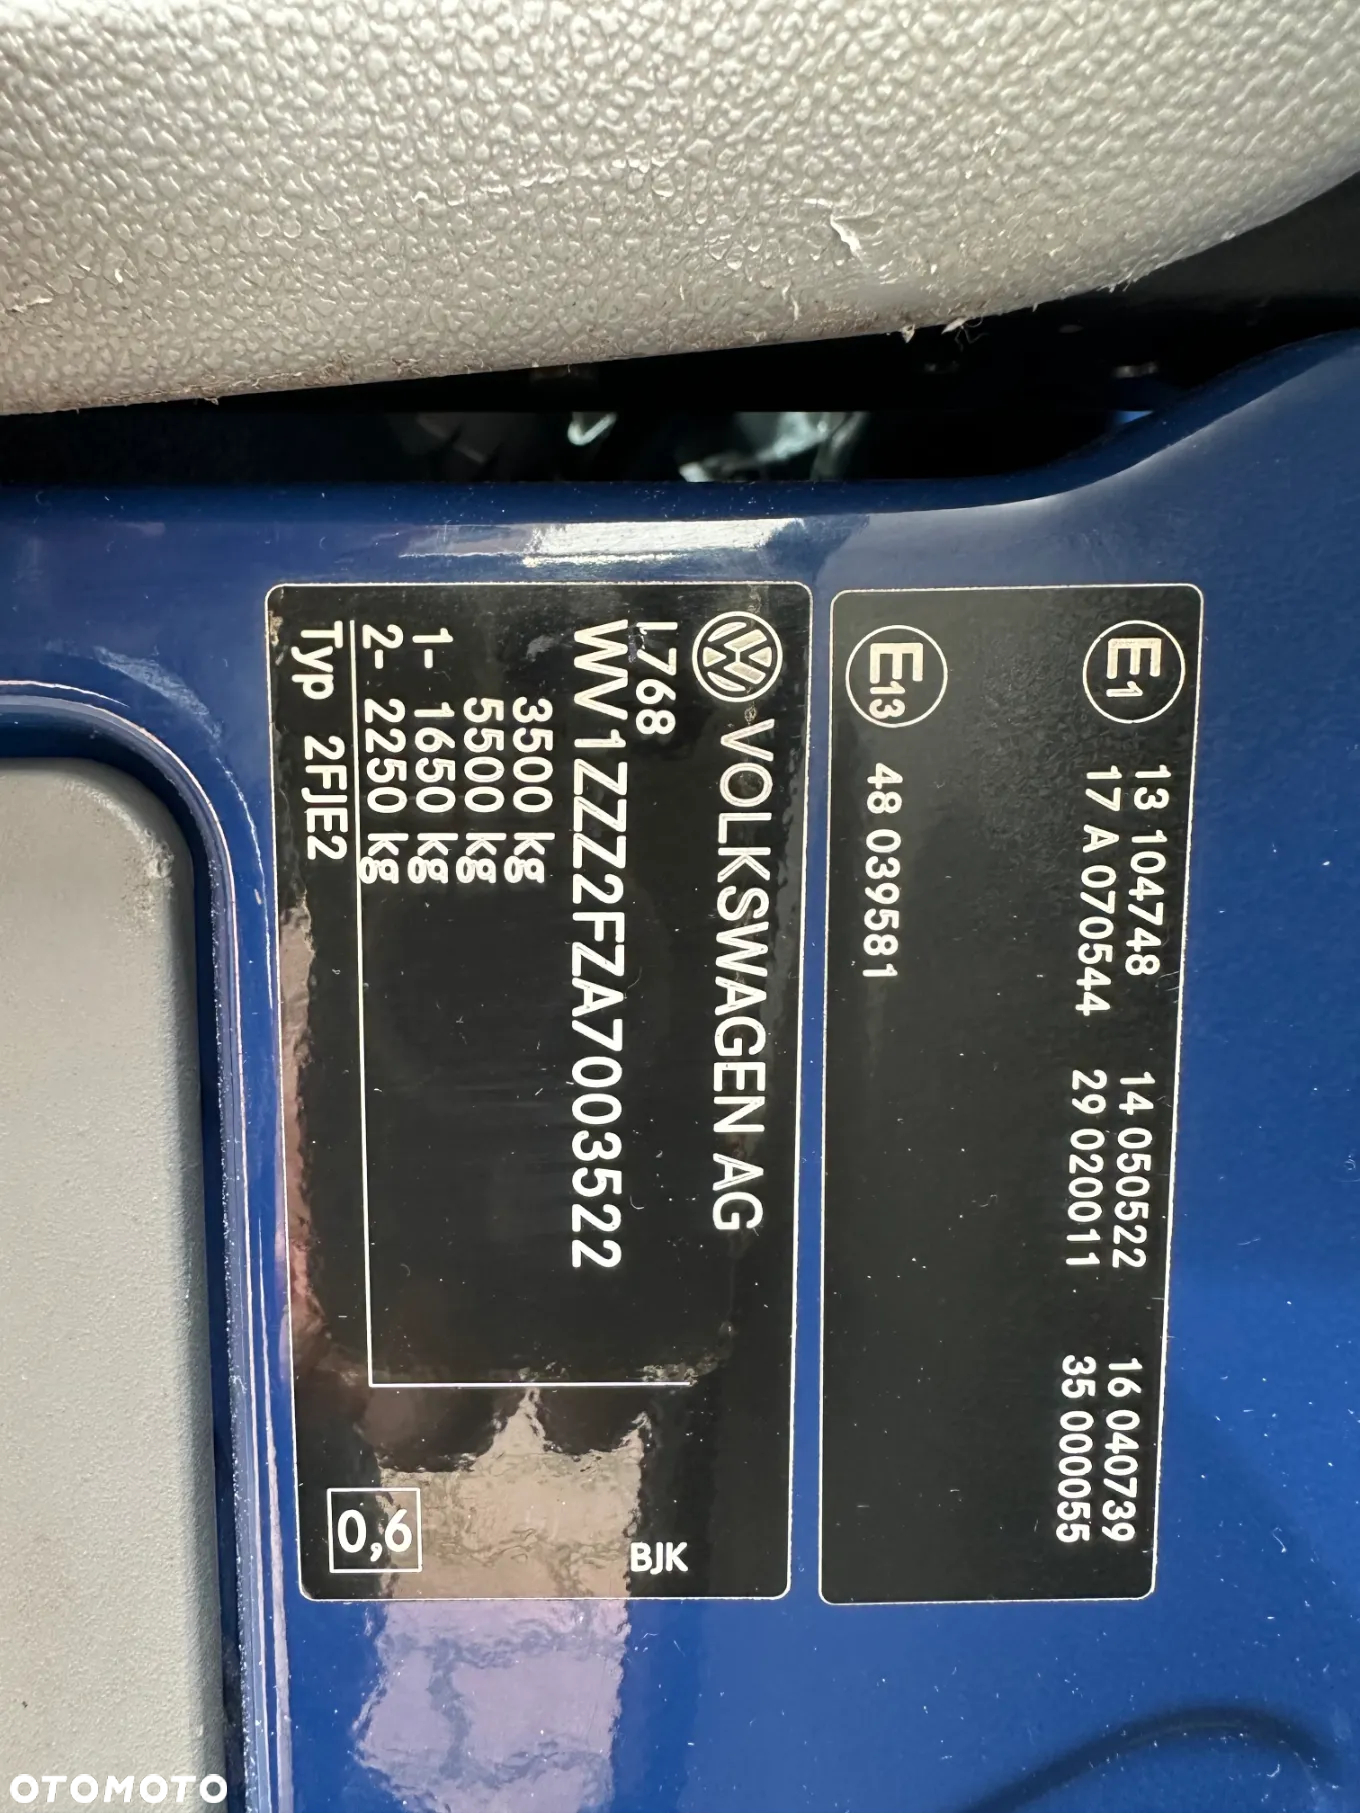 E1 13 104748 14 050522 16 040739
17 A 070544 29 020011 35 000055
E13 48 039581
VOLKSWAGEN AG
L768 BJK
WV1ZZZ2FZA7003522
3500 kg
5500 kg
1- 1650 kg
2- 2250 kg
Typ 2FJE2 0,6
OTOMOTO